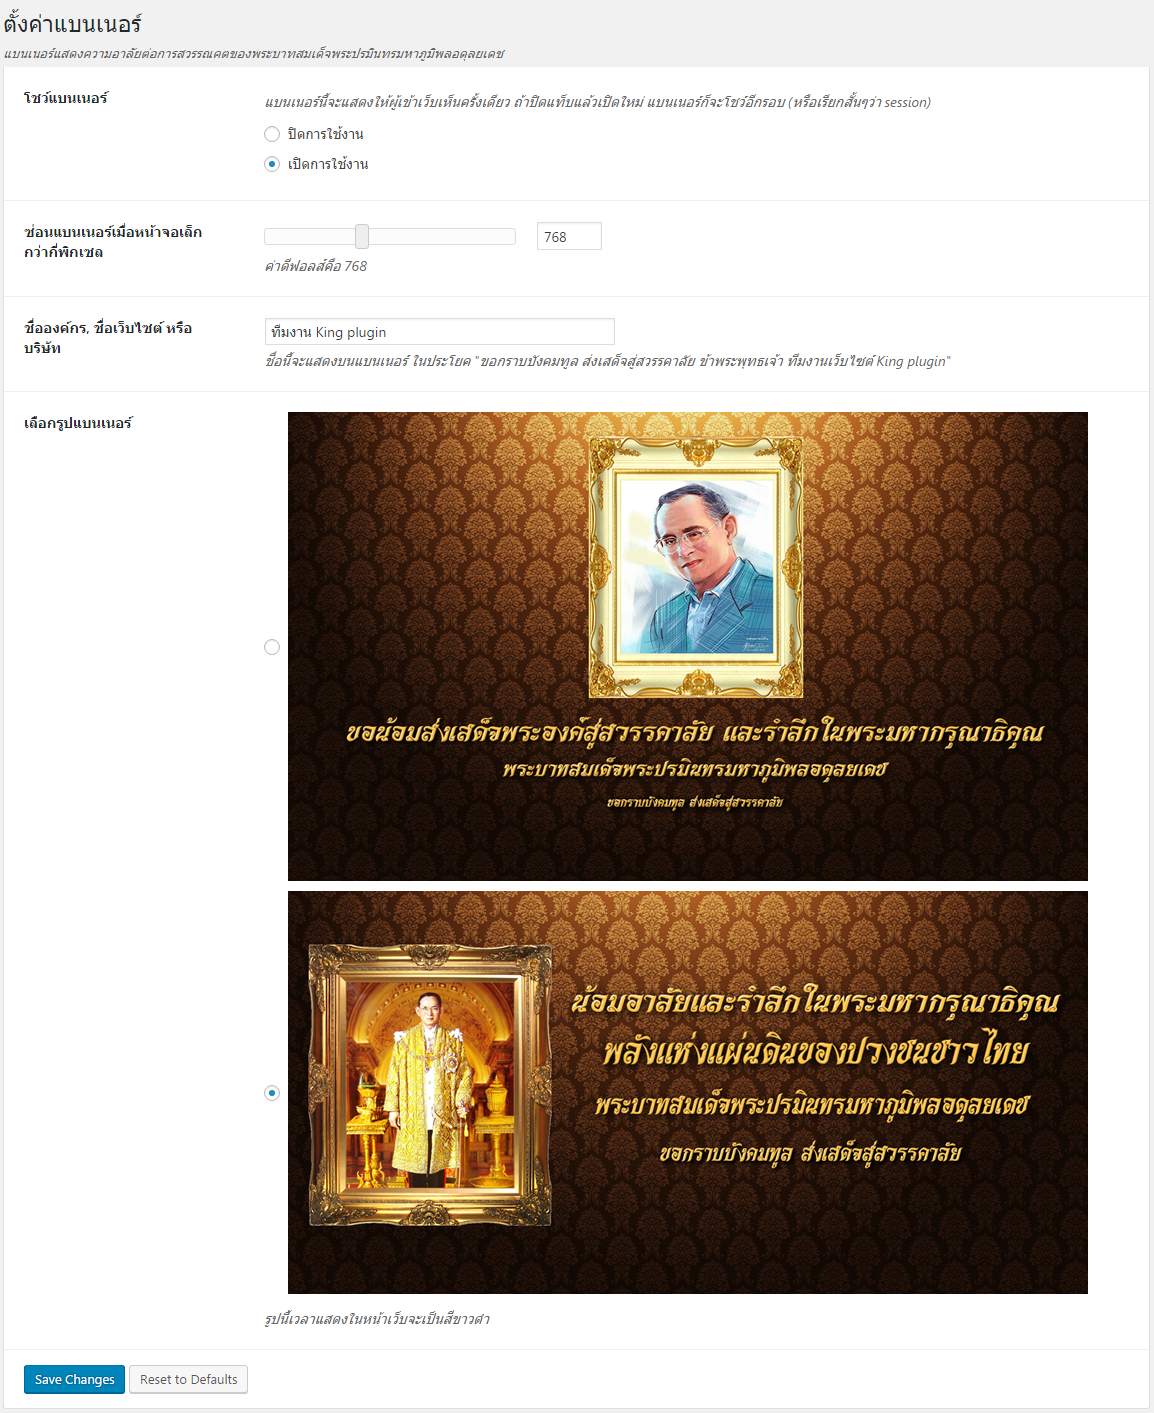 ตั้งค่าแบนเนอร์
แบนเนอร์แสดงความอาลัยต่อการสวรรณคตของพระบาทสมเด็จพระปรมินทรมหาภูมิพลอดุลยเดช
โชว์แบนเนอร์
แบนเนอร์นี้จะแสดงให้ผู้เข้าเว็บเห็นครั้งเดียว ถ้าปิดแท็บแล้วเปิดใหม่ แบนเนอร์ก็จะโชว์อีกรอบ (หรือเรียกสั้นๆว่า session)
ปิดการใช้งาน
เปิดการใช้งาน
ซ่อนแบนเนอร์เมื่อหน้าจอเล็ก
กว่ากี่พิกเซล
768
ค่าดีฟอลส์คือ 768
ชื่อองค์กร, ชื่อเว็บไซต์ หรือ
บริษัท
ทีมงาน King plugin
ชื่อนี้จะแสดงบนแบนเนอร์ ในประโยค "ขอกราบบังคมทูล ส่งเสด็จสู่สวรรคาลัย ข้าพระพุทธเจ้า ทีมงานเว็บไซต์ King plugin"
เลือกรูปแบนเนอร์
ขอน้อมส่งเสด็จพระองค์สู่สวรรคาลัย และรำลึกในพระมหากรุณาธิคุณ
พระบาทสมเด็จพระปรมินทรมหาภูมิพลอดุลยเดช
ขอกราบบังคมทูล ส่งเสด็จสู่สวรรคาลัย
น้อมอาลัยและรำลึกในพระมหากรุณาธิคุณ
พลังแห่งแผ่นดินของปวงชนชาวไทย
พระบาทสมเด็จพระปรมินทรมหาภูมิพลอดุลยเดช
ขอกราบบังคมทูล ส่งเสด็จสู่สวรรคาลัย
รูปนี้เวลาแสดงในหน้าเว็บจะเป็นสีขาวดำ
Save Changes
Reset to Defaults